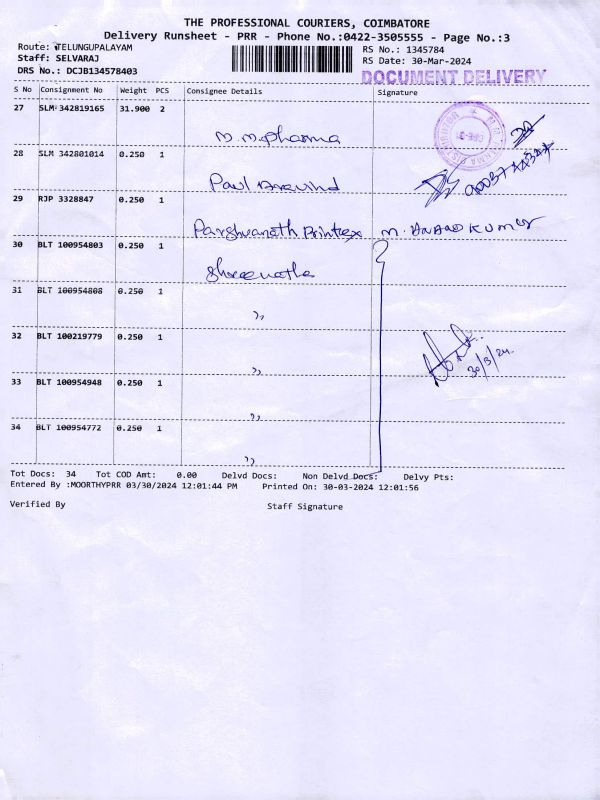 THE PROFESSIONAL COURIERS, COIMBATORE
Delivery Runsheet - PRR - Phone No.:0422-3505555 - Page No.:3
Route: TELUNGUPALAYAM
Staff: SELVARAJ
DRS No.: DCJB134578403
RS No.: 1345784
RS Date: 30-Mar-2024
DOCUMENT DELIVERY
S No Consignment No Weight PCS Consignee Details Signature
27 SLM 342819165 31.900 2
M.M.Pharma
28 SLM 342801014 0.250 1
Paul Aravind
29 RJP 3328847 0.250 1
Parshvanath Printex M. ANAND KUMAR
30 BLT 100954803 0.250 1
Shreenatha
31 BLT 100954808 0.250 1
,,
32 BLT 100219779 0.250 1
,,
30/3/24
33 BLT 100954948 0.250 1
,,
34 BLT 100954772 0.250 1
,,
Tot Docs: 34 Tot COD Amt: 0.00 Delvd Docs: Non Delvd Docs: Delvy Pts:
Entered By :MOORTHYPRR 03/30/2024 12:01:44 PM Printed On: 30-03-2024 12:01:56
Verified By Staff Signature